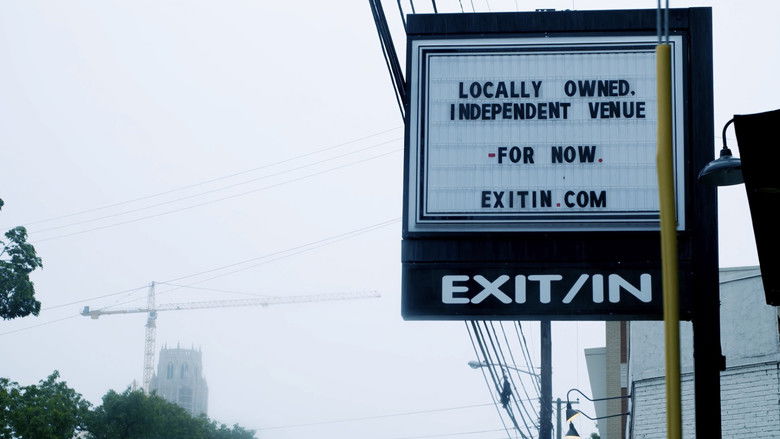 LOCALLY OWNED.
INDEPENDENT VENUE
-FOR NOW.
EXITIN.COM
EXIT/IN